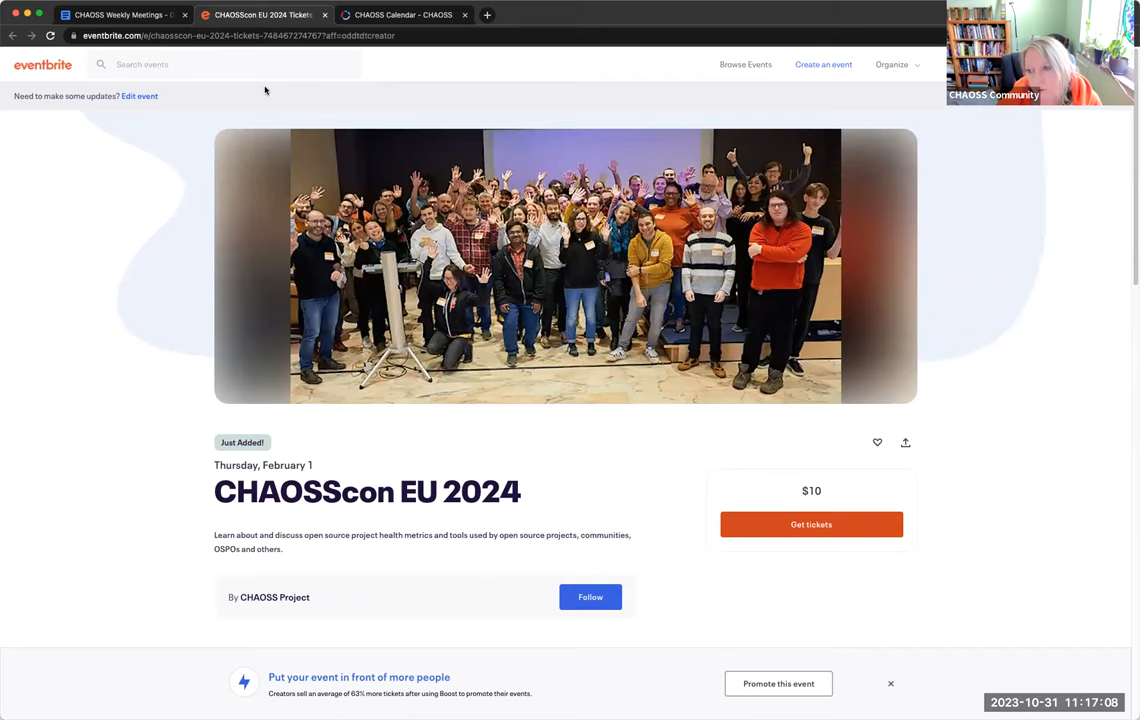 CHAOSS Weekly Meetings - 
CHAOSScon EU 2024 Tickets,
CHAOSS Calendar - CHAOSS
eventbrite.com/e/chaosscon-eu-2024-tickets-748467274767?aff=oddtdtcreator
eventbrite
Search events
Browse Events
Create an event
Organize
CHAOSS Community
Need to make some updates? Edit event
Just Added!
Thursday, February 1
CHAOSScon EU 2024
$10
Get tickets
Learn about and discuss open source project health metrics and tools used by open source projects, communities,
OSPOs and others.
By CHAOSS Project
Follow
Put your event in front of more people
Creators sell an average of 63% more tickets after using Boost to promote their events.
Promote this event
2023-10-31 11:17:08